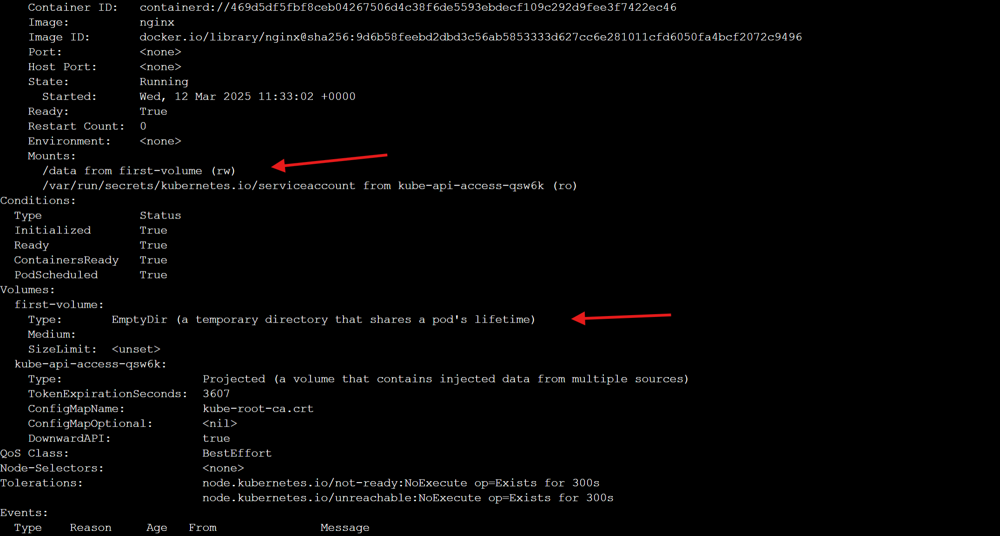 Container ID: containerd://469d5df5fbf8ceb04267506d4c38f6de5593ebdecf109c292d9fee3f7422ec46
Image: nginx
Image ID: docker.io/library/nginx@sha256:9d6b58feebd2dbd3c56ab5853333d627cc6e281011cfd6050fa4bcf2072c9496
Port: <none>
Host Port: <none>
State: Running
Started: Wed, 12 Mar 2025 11:33:02 +0000
Ready: True
Restart Count: 0
Environment: <none>
Mounts:
/data from first-volume (rw)
/var/run/secrets/kubernetes.io/serviceaccount from kube-api-access-qsw6k (ro)
Conditions:
Type Status
Initialized True
Ready True
ContainersReady True
PodScheduled True
Volumes:
first-volume:
Type: EmptyDir (a temporary directory that shares a pod's lifetime)
Medium:
SizeLimit: <unset>
kube-api-access-qsw6k:
Type: Projected (a volume that contains injected data from multiple sources)
TokenExpirationSeconds: 3607
ConfigMapName: kube-root-ca.crt
ConfigMapOptional: <nil>
DownwardAPI: true
QoS Class: BestEffort
Node-Selectors: <none>
Tolerations: node.kubernetes.io/not-ready:NoExecute op=Exists for 300s
node.kubernetes.io/unreachable:NoExecute op=Exists for 300s
Events:
Type Reason Age From Message